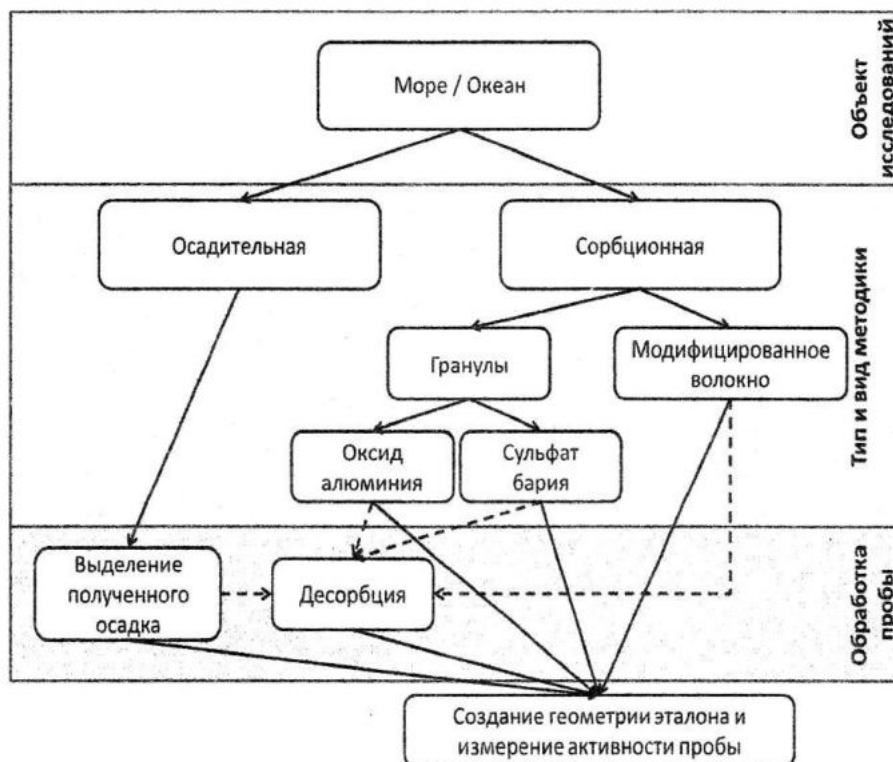 Море / Океан
Объект
исследований
Осадительная
Сорбционная
Гранулы
Модифицированное
волокно
Оксид
алюминия
Сульфат
бария
Тип и вид методики
Выделение
полученного
осадка
Десорбция
Обработка
пробы
Создание геометрии эталона и
измерение активности пробы